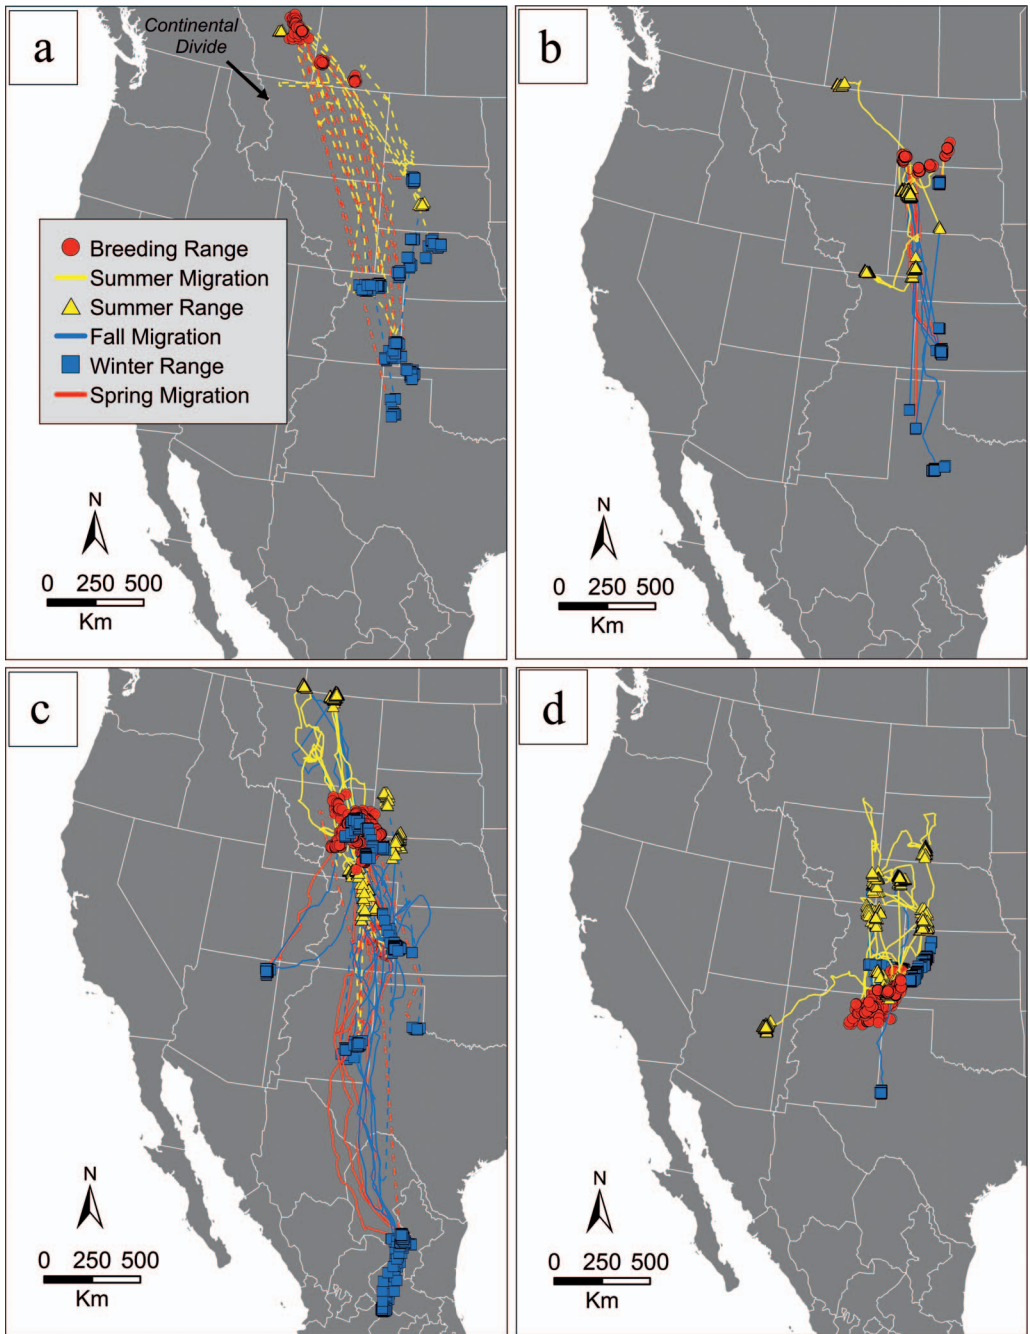 a
Continental
Divide
Breeding Range
Summer Migration
Summer Range
Fall Migration
Winter Range
Spring Migration
N
0 250 500
Km
b
N
0 250 500
Km
c
N
0 250 500
Km
d
N
0 250 500
Km